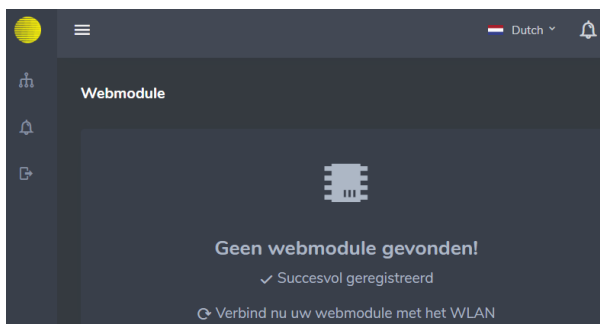 Dutch
Webmodule
Geen webmodule gevonden!
Succesvol geregistreerd
Verbind nu uw webmodule met het WLAN